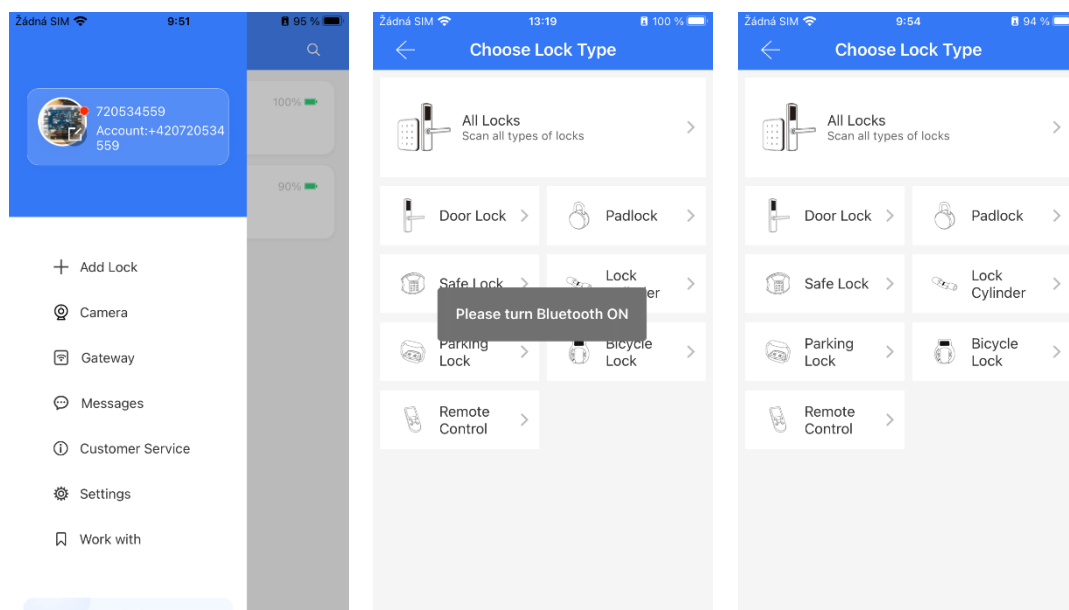 Žádná SIM 9:51 95 %
100%
720534559
Account:+420720534
559
90%
Add Lock
Camera
Gateway
Messages
Customer Service
Settings
Work with
Žádná SIM 13:19 100 %
Choose Lock Type
All Locks
Scan all types of locks
Door Lock
Padlock
Safe Lock
Lock
er
Please turn Bluetooth ON
Parking
Lock
Bicycle
Lock
Remote
Control
Žádná SIM 9:54 94 %
Choose Lock Type
All Locks
Scan all types of locks
Door Lock
Padlock
Safe Lock
Lock
Cylinder
Parking
Lock
Bicycle
Lock
Remote
Control